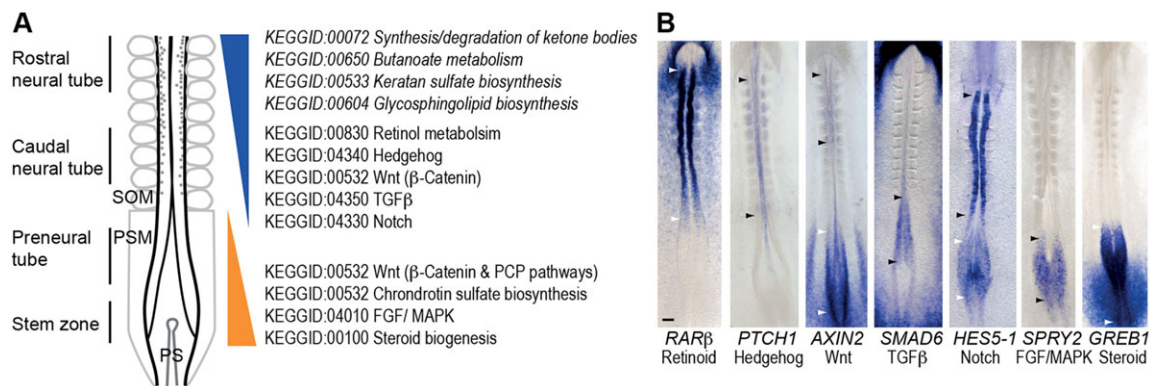 A
Rostral
neural tube
Caudal
neural tube
SOM
Preneural
tube
PSM
Stem zone
PS
KEGGID:00072 Synthesis/degradation of ketone bodies
KEGGID:00650 Butanoate metabolism
KEGGID:00533 Keratan sulfate biosynthesis
KEGGID:00604 Glycosphingolipid biosynthesis
KEGGID:00830 Retinol metabolsim
KEGGID:04340 Hedgehog
KEGGID:00532 Wnt (β-Catenin)
KEGGID:04350 TGFβ
KEGGID:04330 Notch
KEGGID:00532 Wnt (β-Catenin & PCP pathways)
KEGGID:00532 Chrondrotin sulfate biosynthesis
KEGGID:04010 FGF/ MAPK
KEGGID:00100 Steroid biogenesis
B
RARβ PTCH1 AXIN2 SMAD6 HES5-1 SPRY2 GREB1
Retinoid Hedgehog Wnt TGFβ Notch FGF/MAPK Steroid